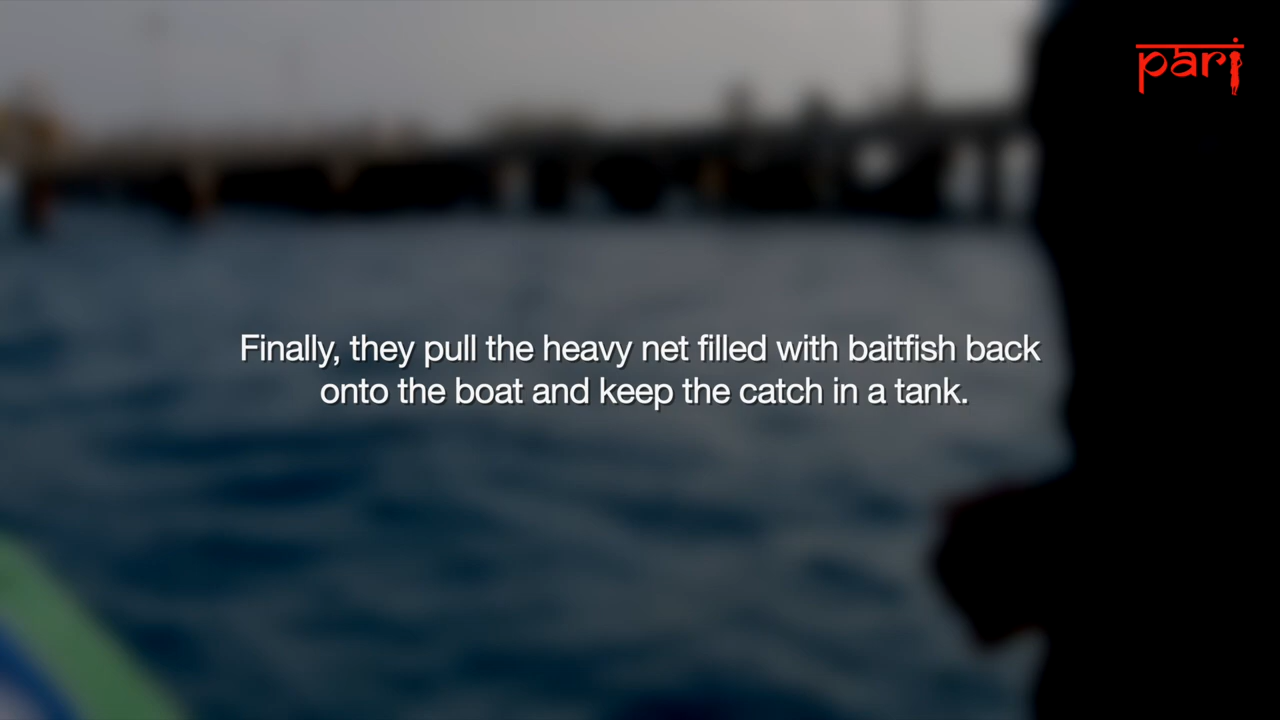 pari
Finally, they pull the heavy net filled with baitfish back
onto the boat and keep the catch in a tank.